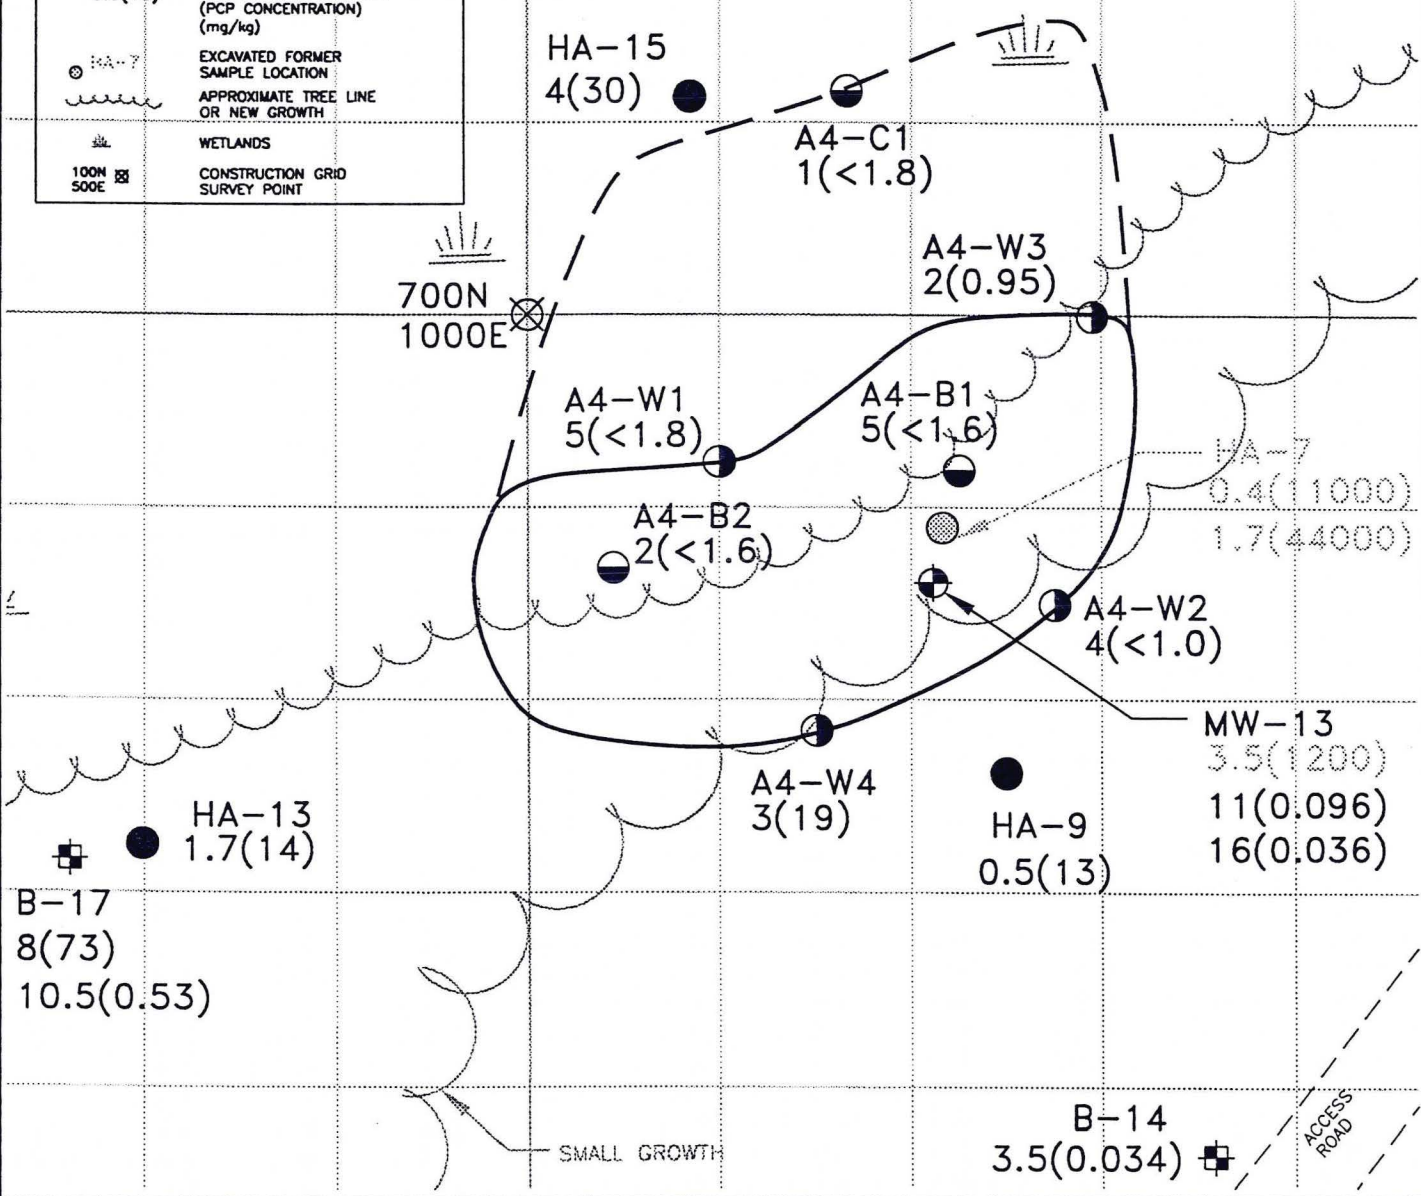 (PCP CONCENTRATION)
(mg/kg)
HA-7
EXCAVATED FORMER
SAMPLE LOCATION
APPROXIMATE TREE LINE
OR NEW GROWTH
WETLANDS
100N
500E
CONSTRUCTION GRID
SURVEY POINT
HA-15
4(30)
A4-C1
1(<1.8)
A4-W3
2(0.95)
700N
1000E
A4-W1
5(<1.8)
A4-B1
5(<1.6)
HA-7
0.4(11000)
1.7(44000)
A4-B2
2(<1.6)
A4-W2
4(<1.0)
MW-13
3.5(1200)
11(0.096)
16(0.036)
A4-W4
3(19)
HA-9
0.5(13)
HA-13
1.7(14)
B-17
8(73)
10.5(0.53)
SMALL GROWTH
B-14
3.5(0.034)
ACCESS
ROAD